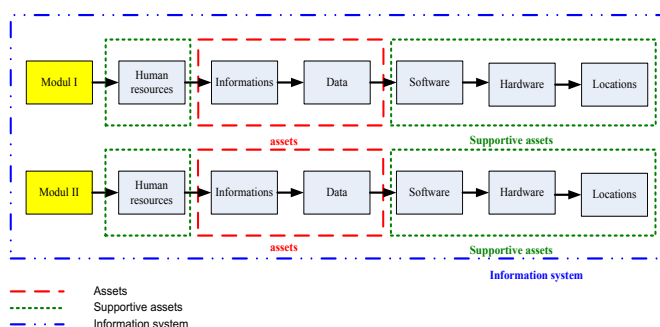 Modul I
Human
resources
Informations
Data
Software
Hardware
Locations
assets
Supportive assets
Modul II
Human
resources
Informations
Data
Software
Hardware
Locations
assets
Supportive assets
Information system
Assets
Supportive assets
Information system